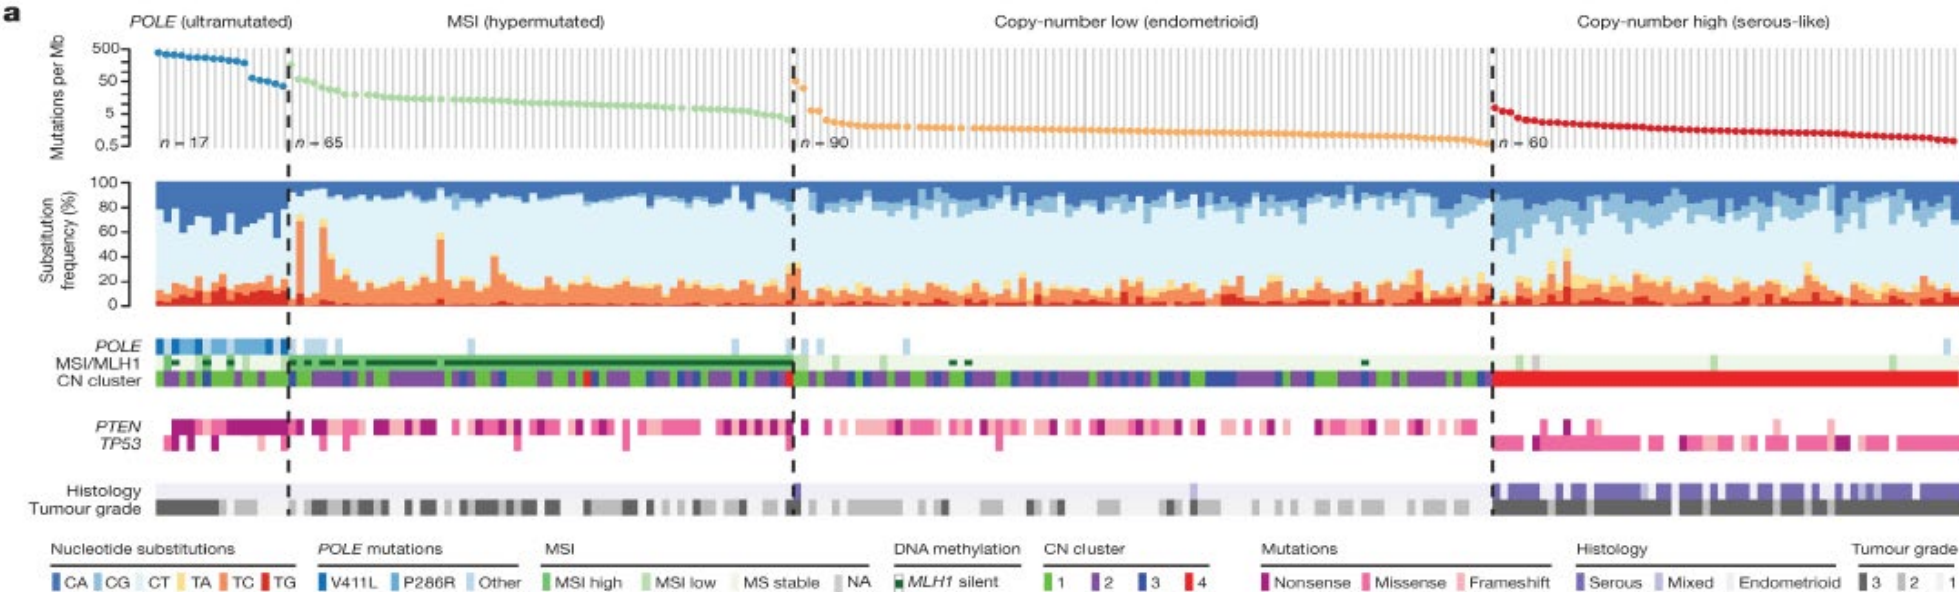 a
POLE (ultramutated) MSI (hypermutated) Copy-number low (endometrioid) Copy-number high (serous-like)
Mutations per Mb
500
50
5
0.5
n = 17 n = 65 n = 90 n = 60
Substitution
frequency (%)
100
80
60
40
20
0
POLE
MSI/MLH1
CN cluster
PTEN
TP53
Histology
Tumour grade
Nucleotide substitutions POLE mutations MSI DNA methylation CN cluster Mutations Histology Tumour grade
CA CG CT TA TC TG V411L P286R Other MSI high MSI low MS stable NA MLH1 silent 1 2 3 4 Nonsense Missense Frameshift Serous Mixed Endometrioid 3 2 1